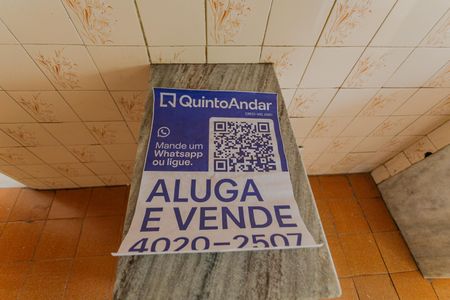 QuintoAndar
Mande um
Whatsapp
ou ligue.
ALUGA
E VENDE
4020-2507